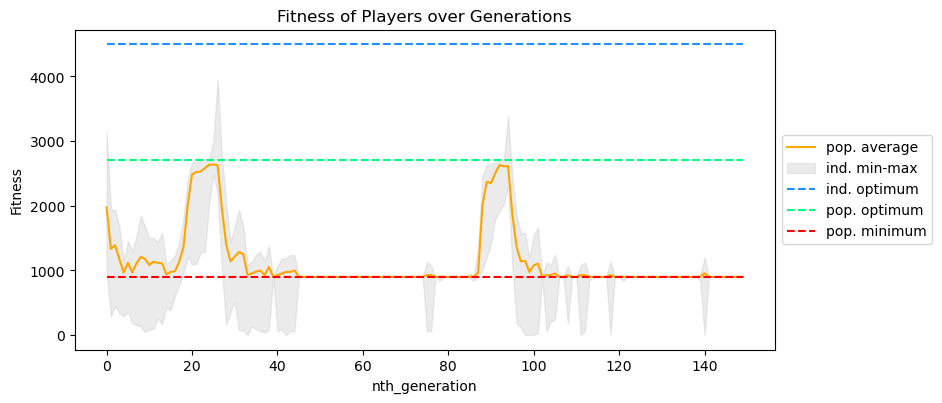 Fitness of Players over Generations
Fitness
4000
3000
2000
1000
0
0 20 40 60 80 100 120 140
nth_generation
pop. average
ind. min-max
ind. optimum
pop. optimum
pop. minimum